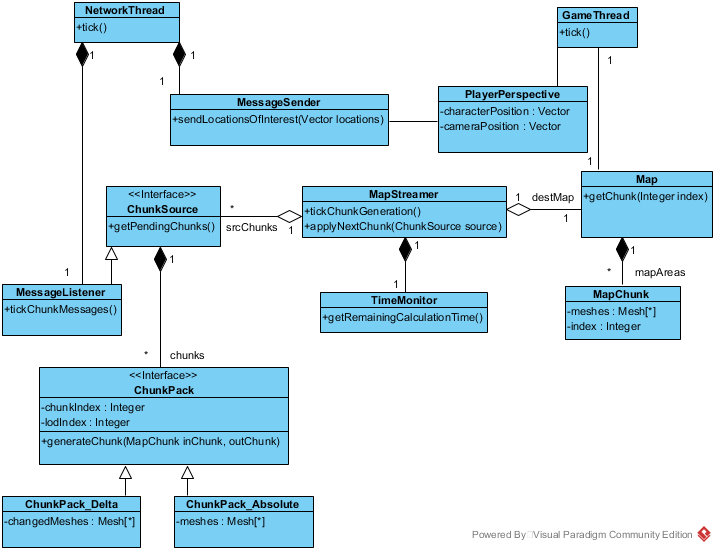 NetworkThread
+tick()
GameThread
+tick()
1
1
1
1
MessageSender
+sendLocationsOfInterest(Vector locations)
PlayerPerspective
-characterPosition : Vector
-cameraPosition : Vector
1
<<Interface>>
ChunkSource
+getPendingChunks()
*
srcChunks
1
MapStreamer
+tickChunkGeneration()
+applyNextChunk(ChunkSource source)
1
destMap
1
Map
+getChunk(Integer index)
1
1
1
*
mapAreas
1
1
MessageListener
+tickChunkMessages()
TimeMonitor
+getRemainingCalculationTime()
MapChunk
-meshes : Mesh[*]
-index : Integer
*
chunks
<<Interface>>
ChunkPack
-chunkIndex : Integer
-lodIndex : Integer
+generateChunk(MapChunk inChunk, outChunk)
ChunkPack_Delta
-changedMeshes : Mesh[*]
ChunkPack_Absolute
-meshes : Mesh[*]
Powered By Visual Paradigm Community Edition